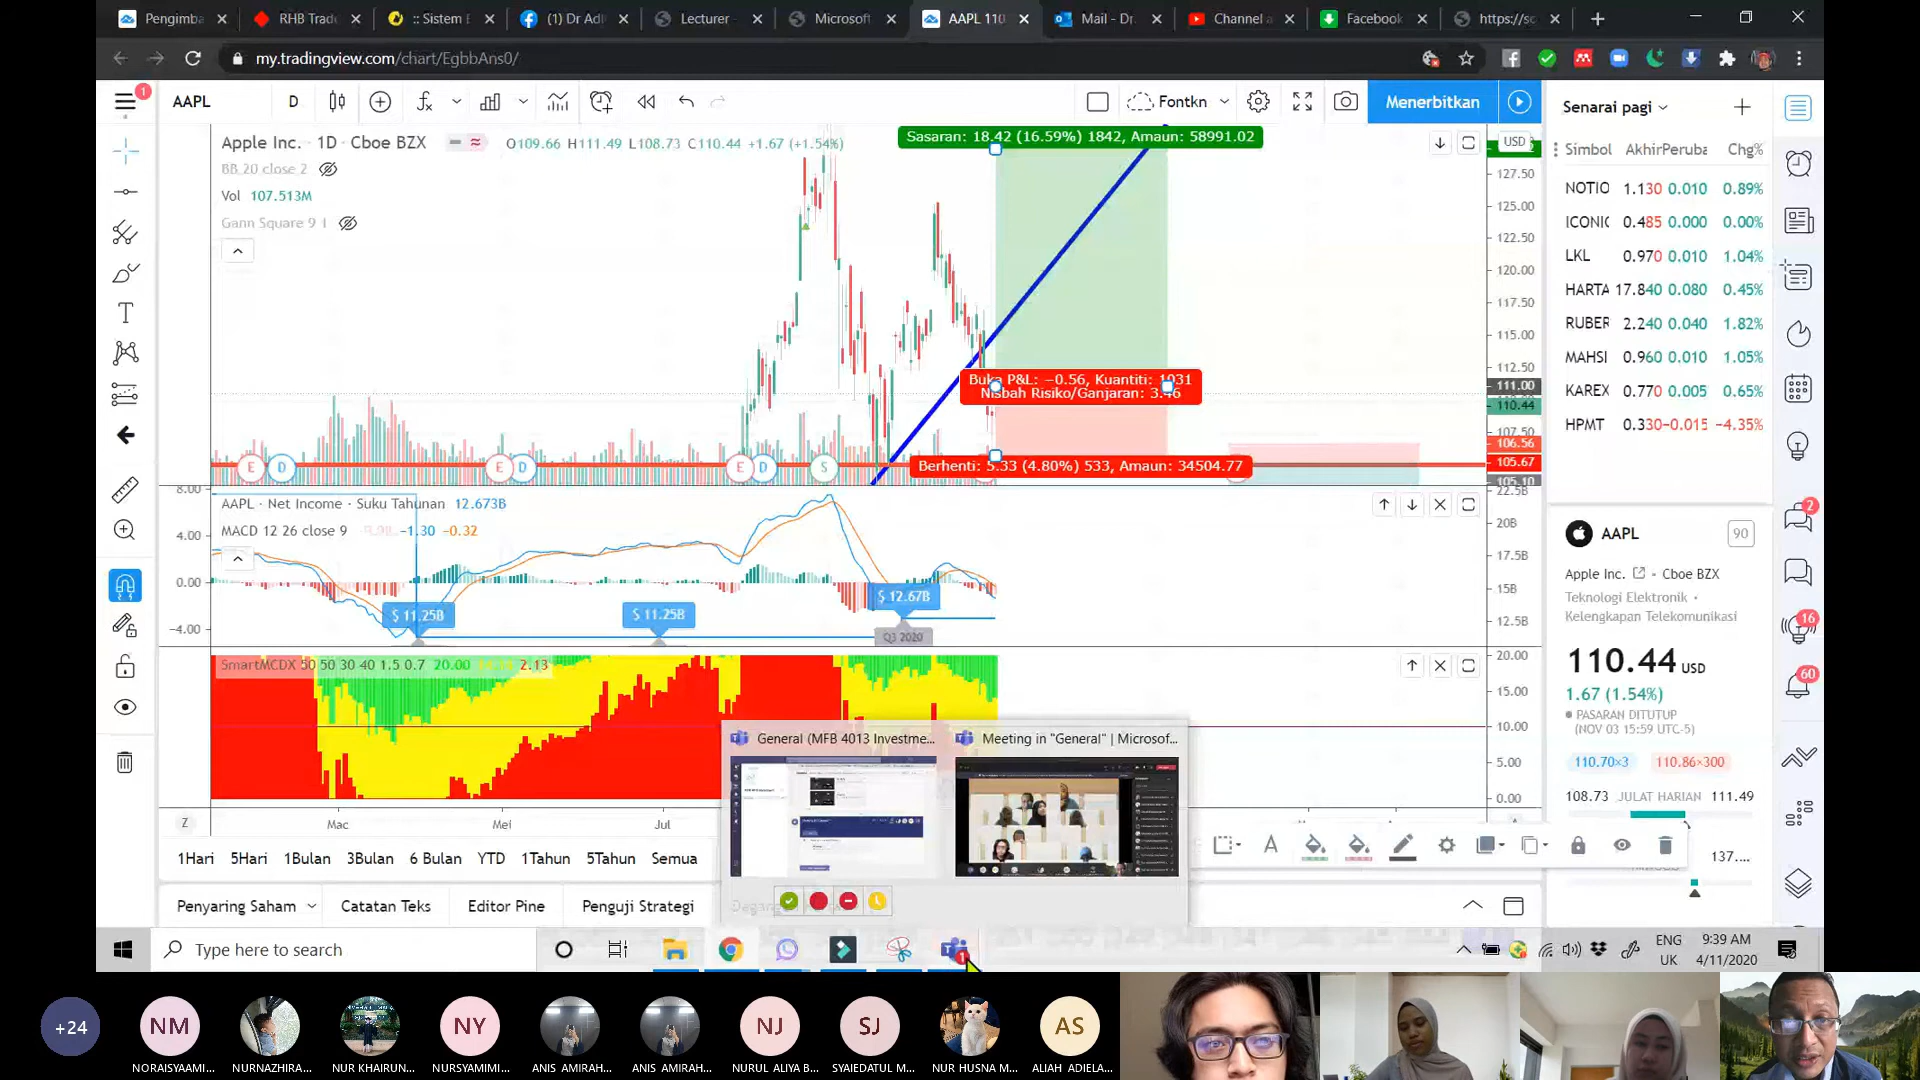 Pengimba
RHB Trad
:: Sistem E
(1) Dr Adi
Lecturer -
Microsoft
AAPL 110
Mail - Dr.
Channel a
Facebook
https://sc
my.tradingview.com/chart/EgbbAns0/
1
AAPL
D
Fontkn
Menerbitkan
Senarai pagi
Apple Inc. · 1D · Cboe BZX
O109.66 H111.49 L108.73 C110.44 +1.67 (+1.54%)
BB 20 close 2
Vol 107.513M
Gann Square 9 1
Sasaran: 18.42 (16.59%) 1842, Amaun: 58991.02
Buka P&L: −0.56, Kuantiti: 1031
Nisbah Risiko/Ganjaran: 3.46
Berhenti: 5.33 (4.80%) 533, Amaun: 34504.77
E D E D E D S
USD
127.50
125.00
122.50
120.00
117.50
115.00
112.50
111.00
110.44
107.50
106.56
105.67
105.10
Simbol Akhir Peruba Chg%
NOTIO 1.130 0.010 0.89%
ICONIC 0.485 0.000 0.00%
LKL 0.970 0.010 1.04%
HARTA 17.840 0.080 0.45%
RUBER 2.240 0.040 1.82%
MAHSI 0.960 0.010 1.05%
KAREX 0.770 0.005 0.65%
HPMT 0.330 −0.015 −4.35%
AAPL · Net Income · Suku Tahunan 12.673B
MACD 12 26 close 9 −1.30 −0.32
8.00
4.00
0.00
−4.00
$ 11.25B
$ 11.25B
$ 12.67B
Q3 2020
22.5B
20B
17.5B
15B
12.5B
SmartMCDX 50 50 30 40 1.5 0.7 20.00 2.13
20.00
15.00
10.00
5.00
0.00
AAPL
90
Apple Inc. · Cboe BZX
Teknologi Elektronik •
Kelengkapan Telekomunikasi
110.44 USD
1.67 (1.54%)
PASARAN DITUTUP
(NOV 03 15:59 UTC-5)
110.70×3
110.86×300
108.73 JULAT HARIAN 111.49
137....
2
16
60
Z
Mac
Mei
Jul
1Hari 5Hari 1Bulan 3Bulan 6 Bulan YTD 1Tahun 5Tahun Semua
Penyaring Saham
Catatan Teks
Editor Pine
Penguji Strategi
General (MFB 4013 Investme...
Meeting in "General" | Microsof...
Type here to search
1
ENG
UK
9:39 AM
4/11/2020
+24
NM
NORAISYAAMI...
NURNAZHIRA...
NUR KHAIRUN...
NY
NURSYAMIMI...
ANIS AMIRAH...
ANIS AMIRAH...
NJ
NURUL ALIYA B...
SJ
SYAIEDATUL M...
NUR HUSNA M...
AS
ALIAH ADIELA...